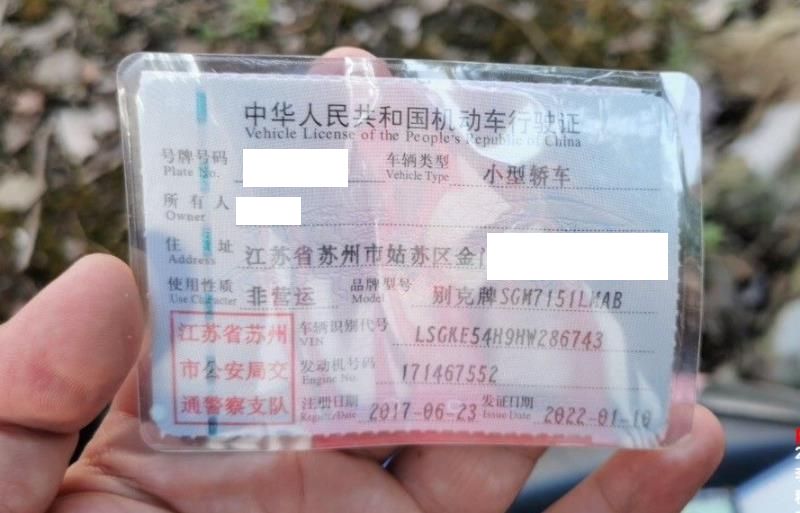 中华人民共和国机动车行驶证
Vehicle License of the People's Republic of China
号牌号码 车辆类型 小型轿车
Plate No. Vehicle Type
所有人
Owner
住址 江苏省苏州市姑苏区金
Address
使用性质 非营运 品牌型号 别克牌SGM7151LMAB
Use Character Model
江苏省苏州 车辆识别代号 LSGKE54H9HW286743
VIN
市公安局交 发动机号码 171467552
Engine No.
通警察支队 注册日期 2017-06-23 发证日期 2022-01-10
Register Date Issue Date